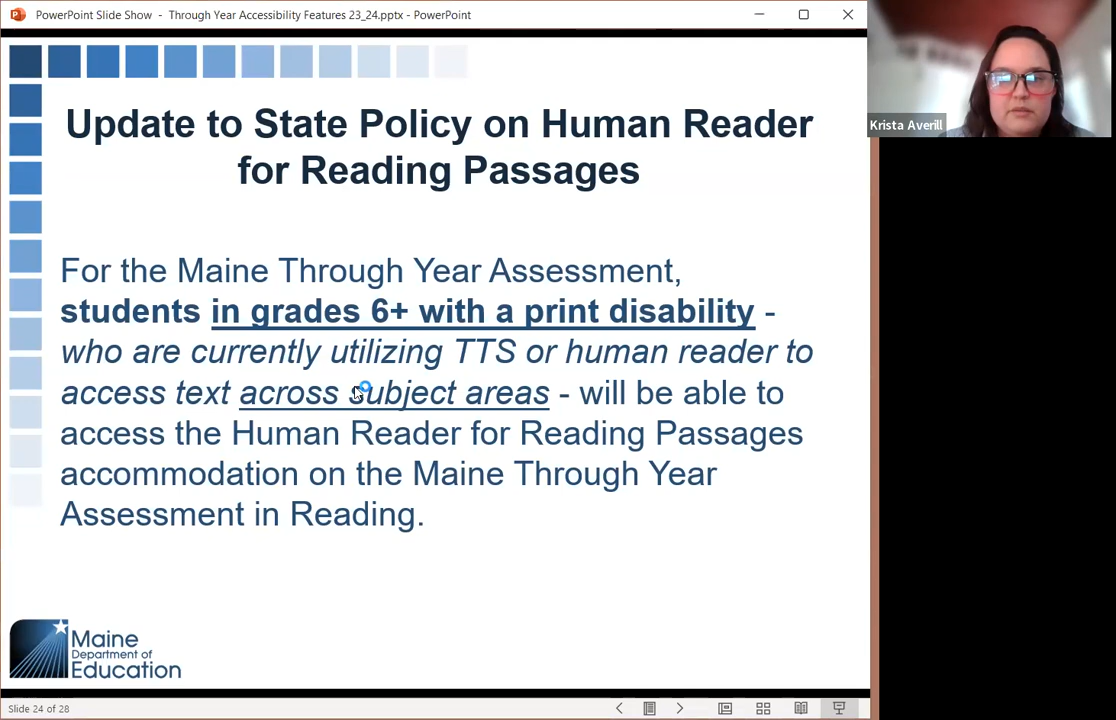 PowerPoint Slide Show - Through Year Accessibility Features 23_24.pptx - PowerPoint
Krista Averill
Update to State Policy on Human Reader
for Reading Passages
For the Maine Through Year Assessment,
students in grades 6+ with a print disability -
who are currently utilizing TTS or human reader to
access text across subject areas - will be able to
access the Human Reader for Reading Passages
accommodation on the Maine Through Year
Assessment in Reading.
Maine
Department of
Education
Slide 24 of 28